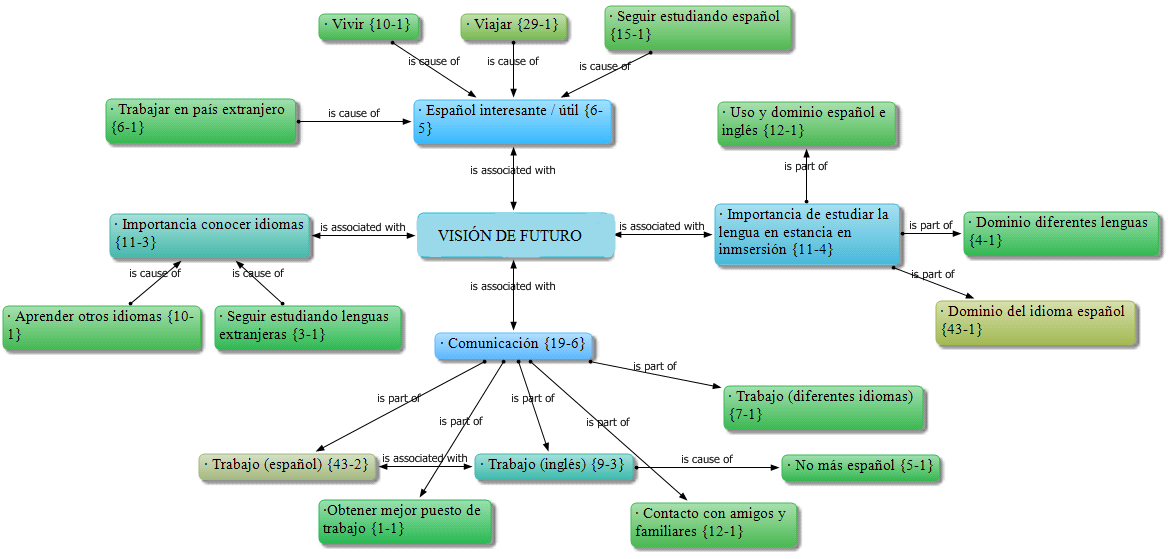 · Vivir {10-1}
· Viajar {29-1}
· Seguir estudiando español
{15-1}
is cause of
is cause of
is cause of
· Trabajar en país extranjero
{6-1}
is cause of
· Español interesante / útil {6-
5}
· Uso y dominio español e
inglés {12-1}
is associated with
is part of
· Importancia conocer idiomas
{11-3}
is associated with
VISIÓN DE FUTURO
is associated with
· Importancia de estudiar la
lengua en estancia en
inmsersión {11-4}
is part of
· Dominio diferentes lenguas
{4-1}
is cause of
is cause of
is associated with
is part of
· Aprender otros idiomas {10-
1}
· Seguir estudiando lenguas
extranjeras {3-1}
· Dominio del idioma español
{43-1}
· Comunicación {19-6}
is part of
is part of
is part of
is part of
is part of
· Trabajo (diferentes idiomas)
{7-1}
· Trabajo (español) {43-2}
is associated with
· Trabajo (inglés) {9-3}
is cause of
· No más español {5-1}
·Obtener mejor puesto de
trabajo {1-1}
· Contacto con amigos y
familiares {12-1}